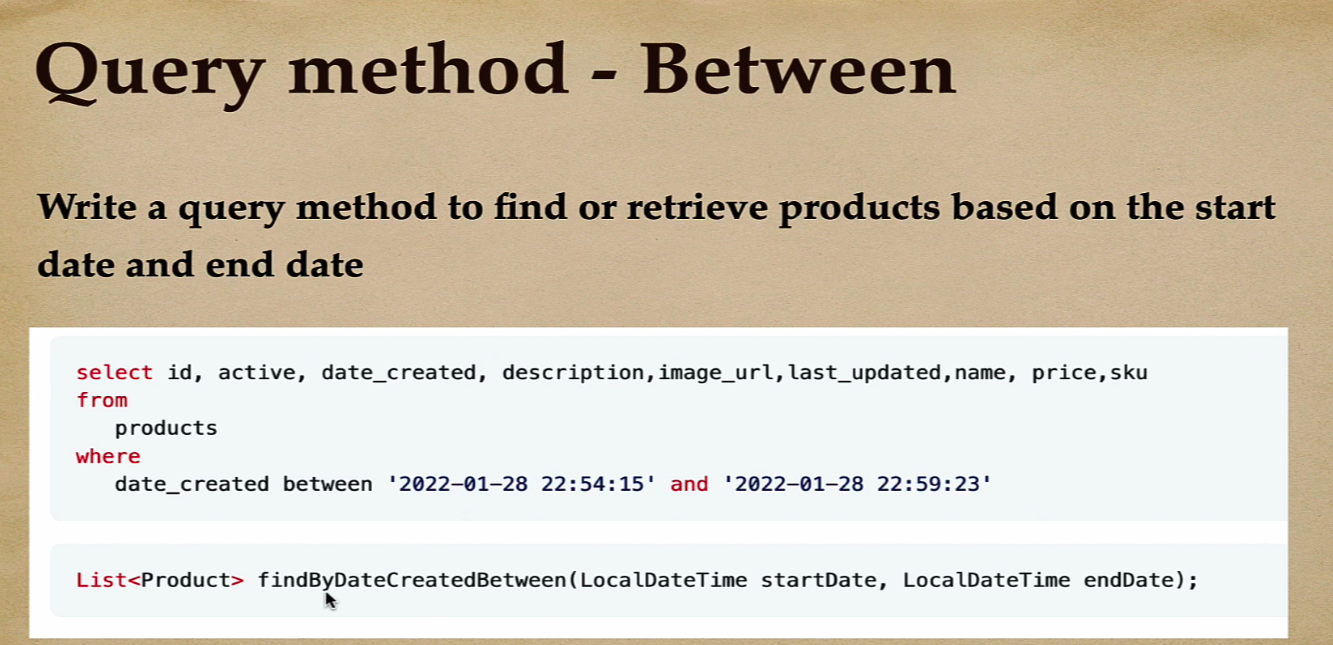 Query method - Between
Write a query method to find or retrieve products based on the start
date and end date
select id, active, date_created, description,image_url,last_updated,name, price,sku
from
products
where
date_created between '2022-01-28 22:54:15' and '2022-01-28 22:59:23'
List<Product> findByDateCreatedBetween(LocalDateTime startDate, LocalDateTime endDate);